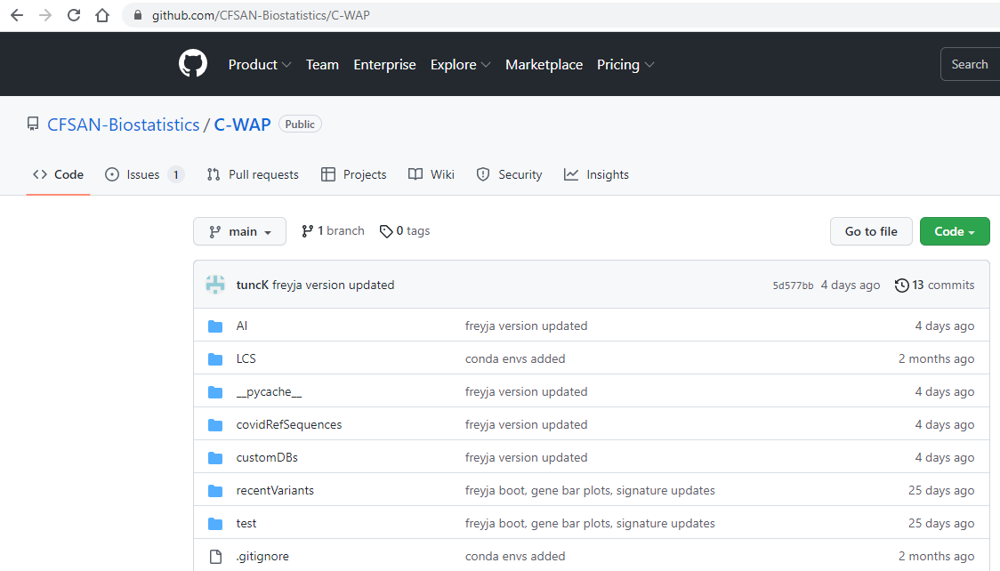 github.com/CFSAN-Biostatistics/C-WAP
Product Team Enterprise Explore Marketplace Pricing Search
CFSAN-Biostatistics / C-WAP Public
Code Issues 1 Pull requests Projects Wiki Security Insights
main 1 branch 0 tags Go to file Code
tuncK freyja version updated 5d577bb 4 days ago 13 commits
AI freyja version updated 4 days ago
LCS conda envs added 2 months ago
__pycache__ freyja version updated 4 days ago
covidRefSequences freyja version updated 4 days ago
customDBs freyja version updated 4 days ago
recentVariants freyja boot, gene bar plots, signature updates 25 days ago
test freyja boot, gene bar plots, signature updates 25 days ago
.gitignore conda envs added 2 months ago